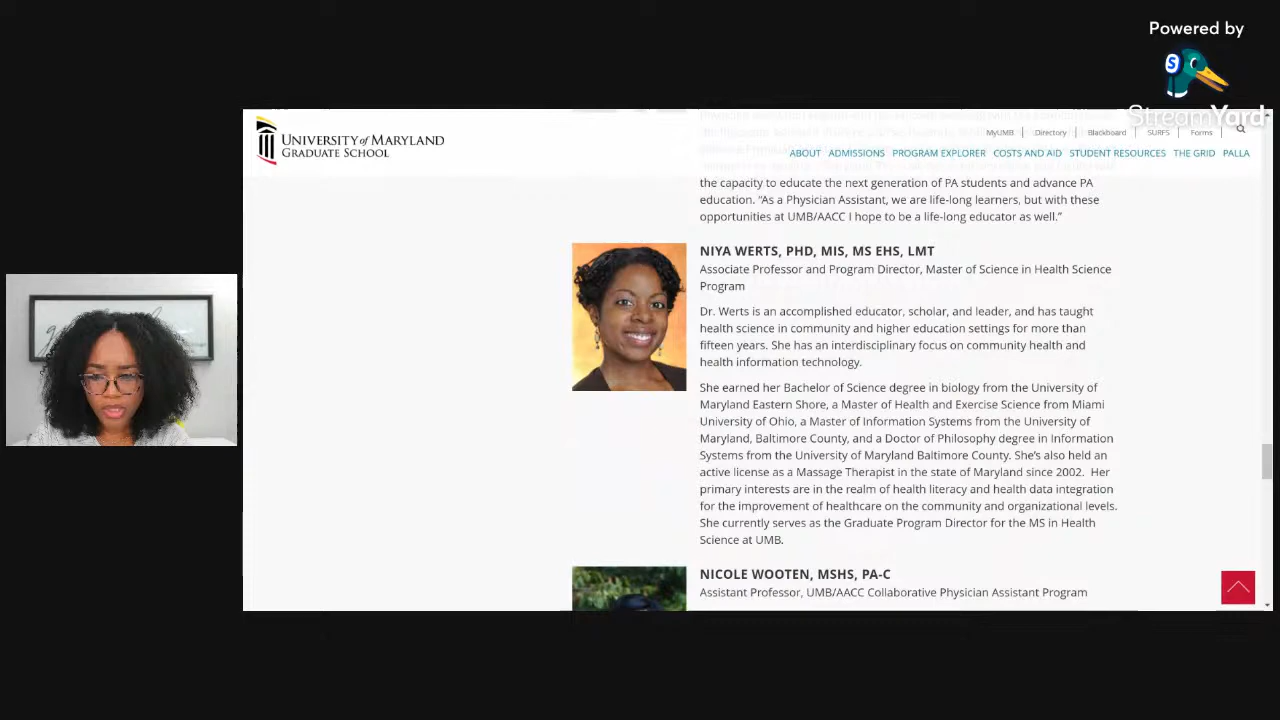 Powered by
S
StreamYard
UNIVERSITY of MARYLAND
GRADUATE SCHOOL
MyUMB
Directory
Blackboard
SURFS
Forms
ABOUT ADMISSIONS PROGRAM EXPLORER COSTS AND AID STUDENT RESOURCES THE GRID PALLA
the capacity to educate the next generation of PA students and advance PA
education. “As a Physician Assistant, we are life-long learners, but with these
opportunities at UMB/AACC I hope to be a life-long educator as well.”
NIYA WERTS, PHD, MIS, MS EHS, LMT
Associate Professor and Program Director, Master of Science in Health Science
Program
Dr. Werts is an accomplished educator, scholar, and leader, and has taught
health science in community and higher education settings for more than
fifteen years. She has an interdisciplinary focus on community health and
health information technology.
She earned her Bachelor of Science degree in biology from the University of
Maryland Eastern Shore, a Master of Health and Exercise Science from Miami
University of Ohio, a Master of Information Systems from the University of
Maryland, Baltimore County, and a Doctor of Philosophy degree in Information
Systems from the University of Maryland Baltimore County. She’s also held an
active license as a Massage Therapist in the state of Maryland since 2002. Her
primary interests are in the realm of health literacy and health data integration
for the improvement of healthcare on the community and organizational levels.
She currently serves as the Graduate Program Director for the MS in Health
Science at UMB.
NICOLE WOOTEN, MSHS, PA-C
Assistant Professor, UMB/AACC Collaborative Physician Assistant Program